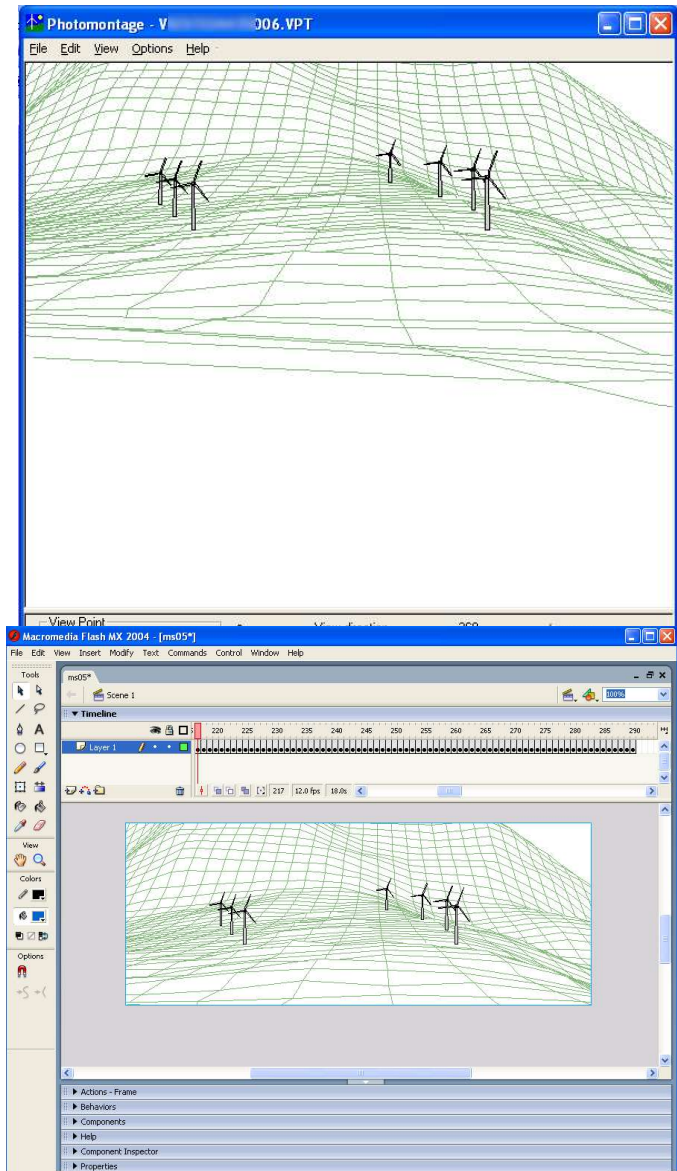 Photomontage - V 006.VPT
File Edit View Options Help
View Point View direction 260
Macromedia Flash MX 2004 - [ms05*]
File Edit View Insert Modify Text Commands Control Window Help
Tools
ms05*
Scene 1
100%
Timeline
220 225 230 235 240 245 250 255 260 265 270 275 280 285 290
Layer 1
217 12.0 fps 18.0s
View
Colors
Options
Actions - Frame
Behaviors
Components
Help
Component Inspector
Properties